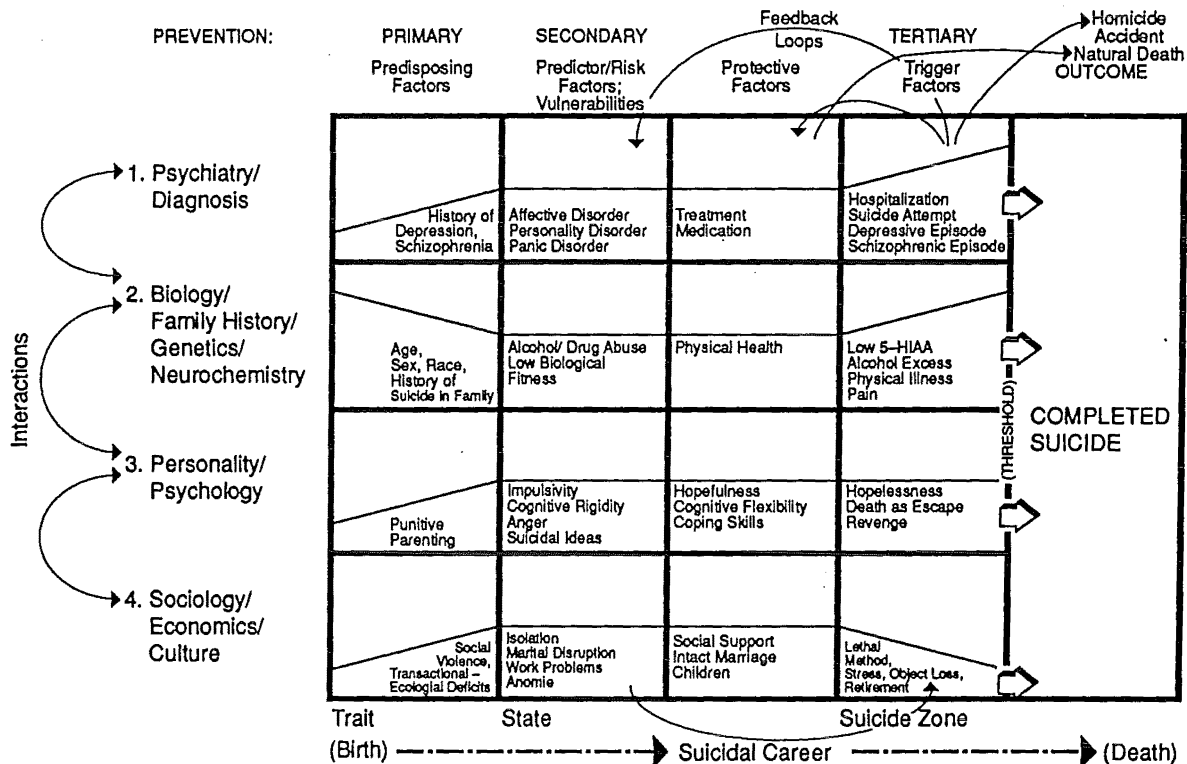 Feedback
Loops
Homicide
Accident
Natural Death
OUTCOME
PREVENTION:
PRIMARY
SECONDARY
TERTIARY
Predisposing
Factors
Predictor/Risk
Factors;
Vulnerabilities
Protective
Factors
Trigger
Factors
Interactions
1. Psychiatry/
Diagnosis
History of
Depression,
Schizophrenia
Affective Disorder
Personality Disorder
Panic Disorder
Treatment
Medication
Hospitalization
Suicide Attempt
Depressive Episode
Schizophrenic Episode
2. Biology/
Family History/
Genetics/
Neurochemistry
Age,
Sex, Race,
History of
Suicide in Family
Alcohol/ Drug Abuse
Low Biological
Fitness
Physical Health
Low 5-HIAA
Alcohol Excess
Physical Illness
Pain
(THRESHOLD)
COMPLETED
SUICIDE
3. Personality/
Psychology
Punitive
Parenting
Impulsivity
Cognitive Rigidity
Anger
Suicidal Ideas
Hopefulness
Cognitive Flexibility
Coping Skills
Hopelessness
Death as Escape
Revenge
4. Sociology/
Economics/
Culture
Social
Violence,
Transactional –
Ecological Deficits
Isolation
Marital Disruption
Work Problems
Anomie
Social Support
Intact Marriage
Children
Lethal
Method,
Stress, Object Loss,
Retirement
Trait
State
Suicide Zone
(Birth)
Suicidal Career
(Death)